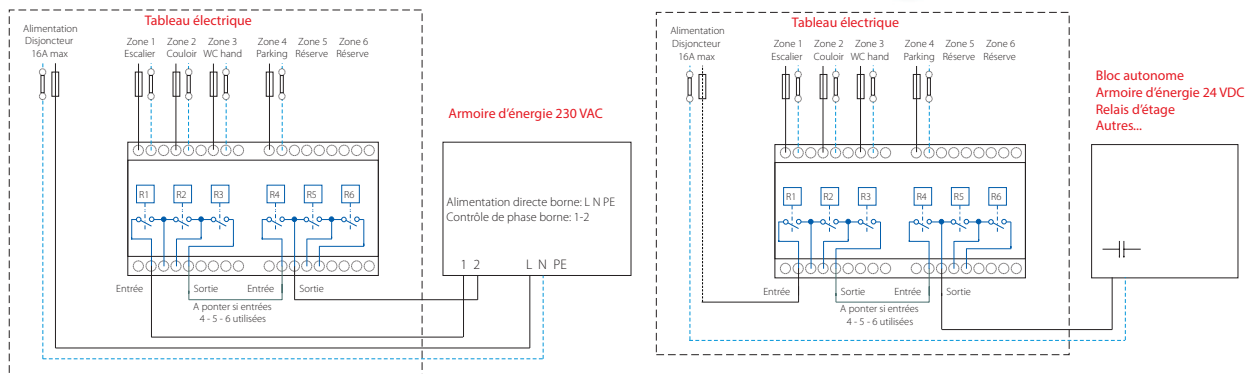 Tableau électrique
Alimentation
Disjoncteur
16A max
Zone 1
Escalier
Zone 2
Couloir
Zone 3
WC hand
Zone 4
Parking
Zone 5
Réserve
Zone 6
Réserve
R1
R2
R3
R4
R5
R6
Entrée
Sortie
Entrée
Sortie
A ponter si entrées
4 - 5 - 6 utilisées
Armoire d'énergie 230 VAC
Alimentation directe borne: L N PE
Contrôle de phase borne: 1-2
1 2
L N PE
Tableau électrique
Alimentation
Disjoncteur
16A max
Zone 1
Escalier
Zone 2
Couloir
Zone 3
WC hand
Zone 4
Parking
Zone 5
Réserve
Zone 6
Réserve
R1
R2
R3
R4
R5
R6
Entrée
Sortie
Entrée
Sortie
A ponter si entrées
4 - 5 - 6 utilisées
Bloc autonome
Armoire d'énergie 24 VDC
Relais d'étage
Autres...